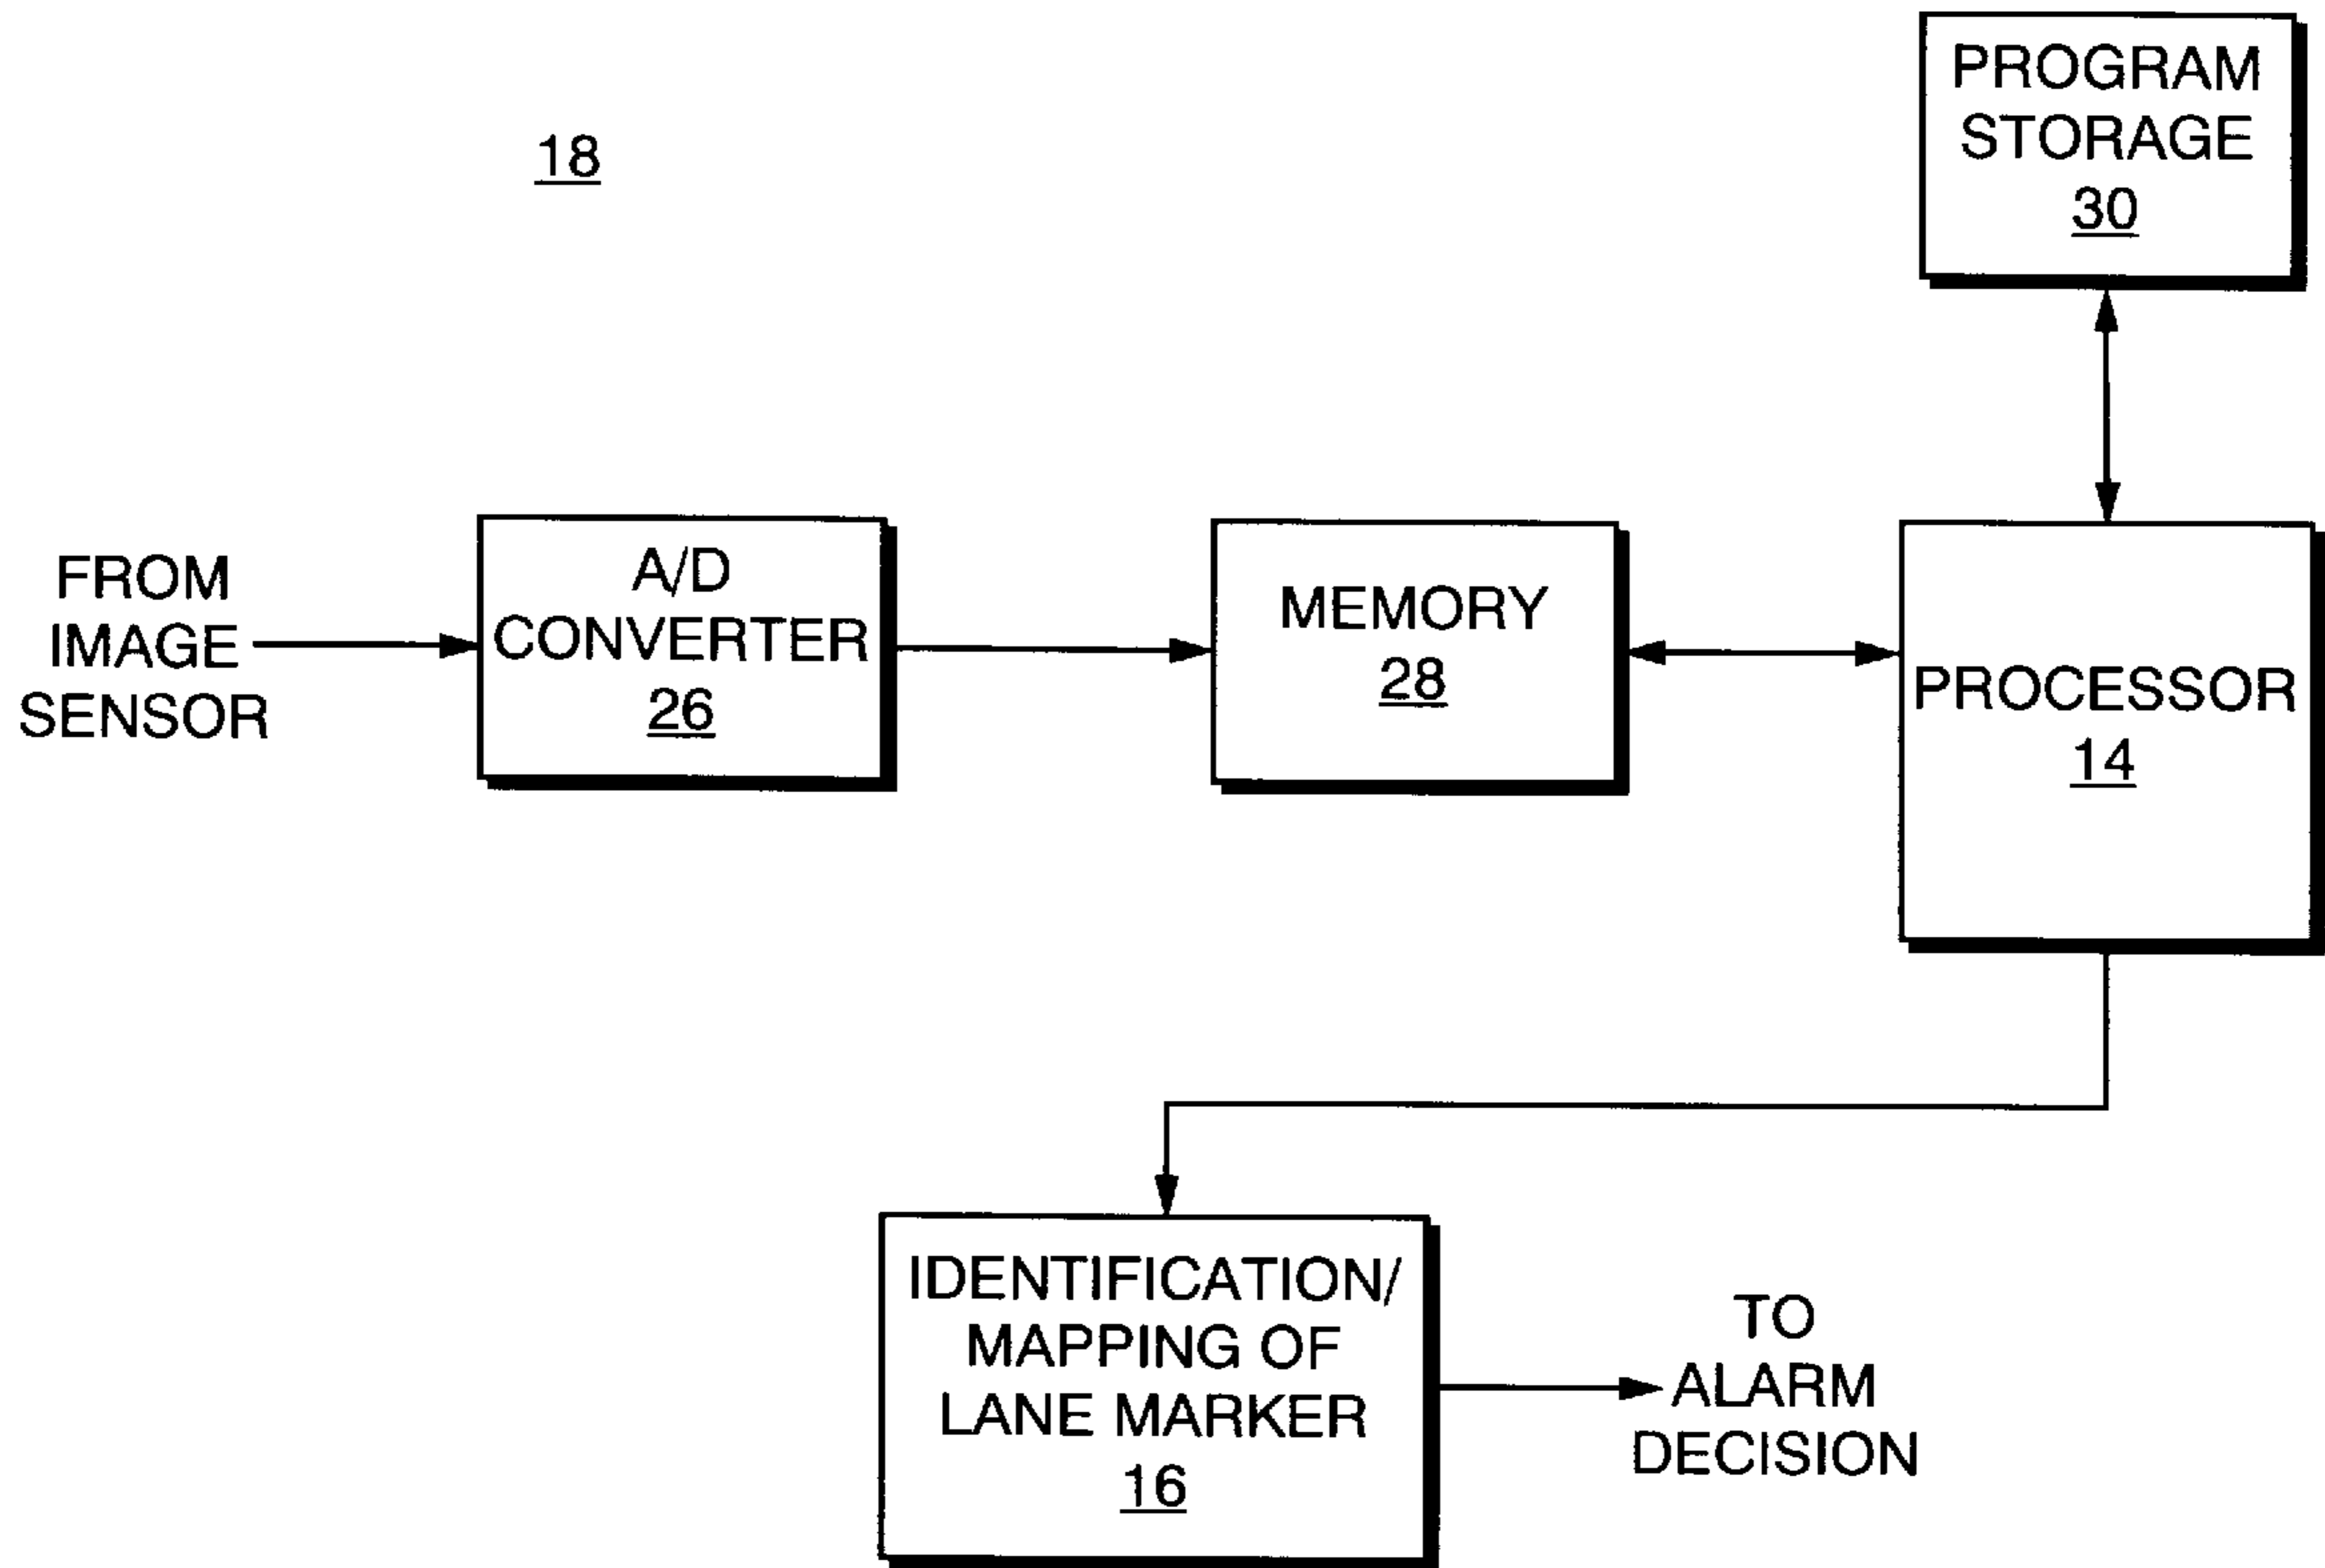 18
PROGRAM
STORAGE
30
FROM
IMAGE
SENSOR
A/D
CONVERTER
26
MEMORY
28
PROCESSOR
14
IDENTIFICATION/
MAPPING OF
LANE MARKER
16
TO
ALARM
DECISION